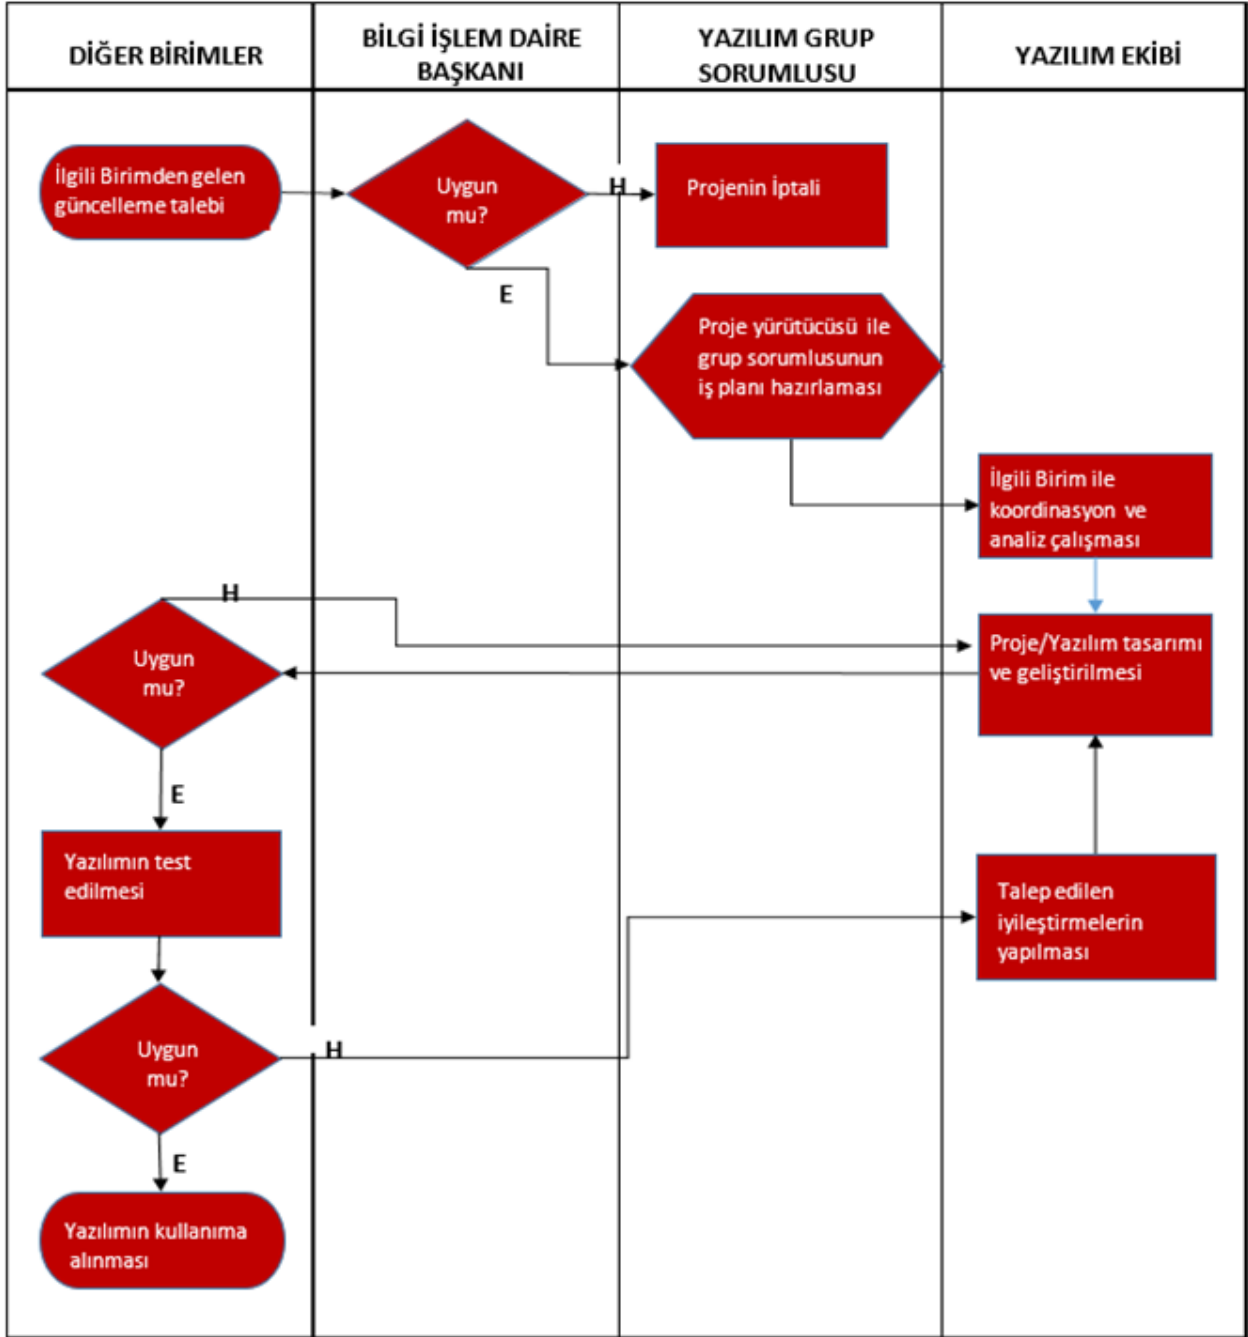 DİĞER BİRİMLER
BİLGİ İŞLEM DAİRE
BAŞKANI
YAZILIM GRUP
SORUMLUSU
YAZILIM EKİBİ
İlgili Birimden gelen
güncelleme talebi
Uygun
mu?
H
Projenin İptali
E
Proje yürütücüsü ile
grup sorumlusunun
iş planı hazırlaması
İlgili Birim ile
koordinasyon ve
analiz çalışması
H
Uygun
mu?
Proje/Yazılım tasarımı
ve geliştirilmesi
E
Yazılımın test
edilmesi
Talep edilen
iyileştirmelerin
yapılması
Uygun
mu?
H
E
Yazılımın kullanıma
alınması